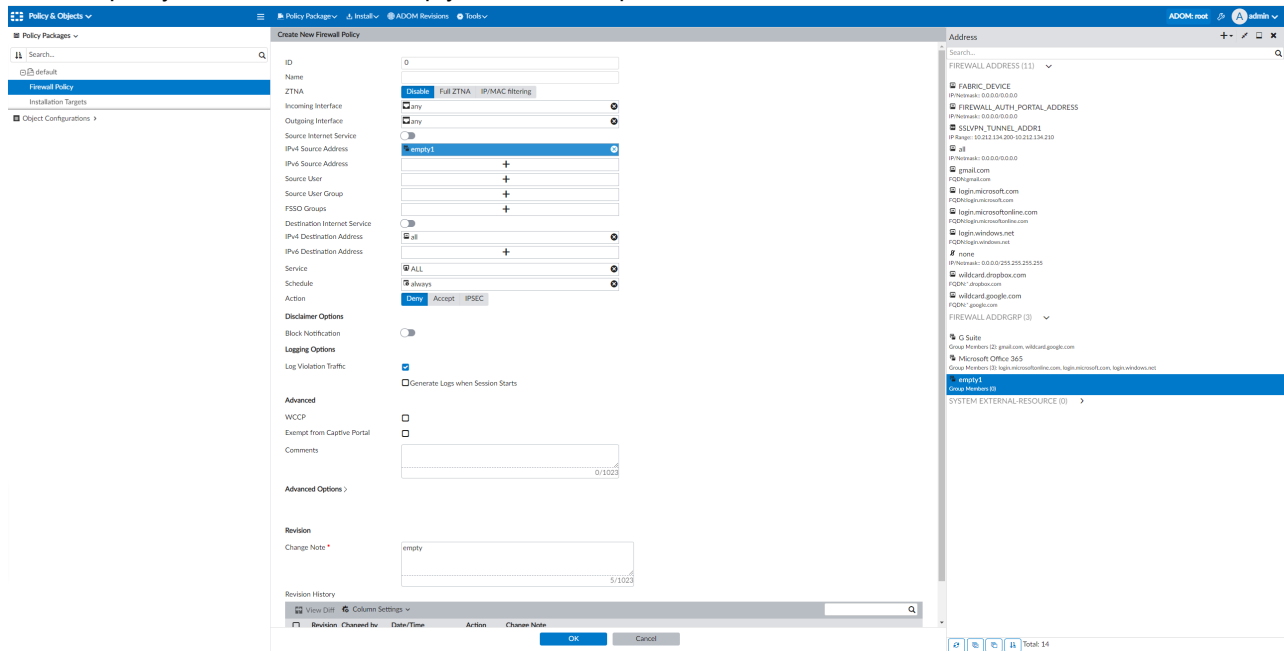 Policy & Objects
Policy Package Install ADOM Revisions Tools
ADOM: root A admin
Policy Packages
Search...
default
Firewall Policy
Installation Targets
Object Configurations
Create New Firewall Policy
ID 0
Name
ZTNA Disable Full ZTNA IP/MAC filtering
Incoming Interface any
Outgoing Interface any
Source Internet Service
IPv4 Source Address empty1
IPv6 Source Address
Source User
Source User Group
FSSO Groups
Destination Internet Service
IPv4 Destination Address all
IPv6 Destination Address
Service ALL
Schedule always
Action Deny Accept IPSEC
Disclaimer Options
Block Notification
Logging Options
Log Violation Traffic
Generate Logs when Session Starts
Advanced
WCCP
Exempt from Captive Portal
Comments
0/1023
Advanced Options >
Revision
Change Note * empty
5/1023
Revision History
View Diff Column Settings
Revision Changed by Date/Time Action Change Note
OK Cancel
Address
Search...
FIREWALL ADDRESS (11)
FABRIC_DEVICE
IP/Netmask: 0.0.0.0/0.0.0.0
FIREWALL_AUTH_PORTAL_ADDRESS
IP/Netmask: 0.0.0.0/0.0.0.0
SSLVPN_TUNNEL_ADDR1
IP Range: 10.212.134.200-10.212.134.210
all
IP/Netmask: 0.0.0.0/0.0.0.0
gmail.com
FQDN:gmail.com
login.microsoft.com
FQDN:login.microsoft.com
login.microsoftonline.com
FQDN:login.microsoftonline.com
login.windows.net
FQDN:login.windows.net
none
IP/Netmask: 0.0.0.0/255.255.255.255
wildcard.dropbox.com
FQDN:*.dropbox.com
wildcard.google.com
FQDN:*.google.com
FIREWALL ADDRGRP (3)
G Suite
Group Members (2): gmail.com, wildcard.google.com
Microsoft Office 365
Group Members (3): login.microsoftonline.com, login.microsoft.com, login.windows.net
empty1
Group Members (0)
SYSTEM EXTERNAL-RESOURCE (0)
Total: 14